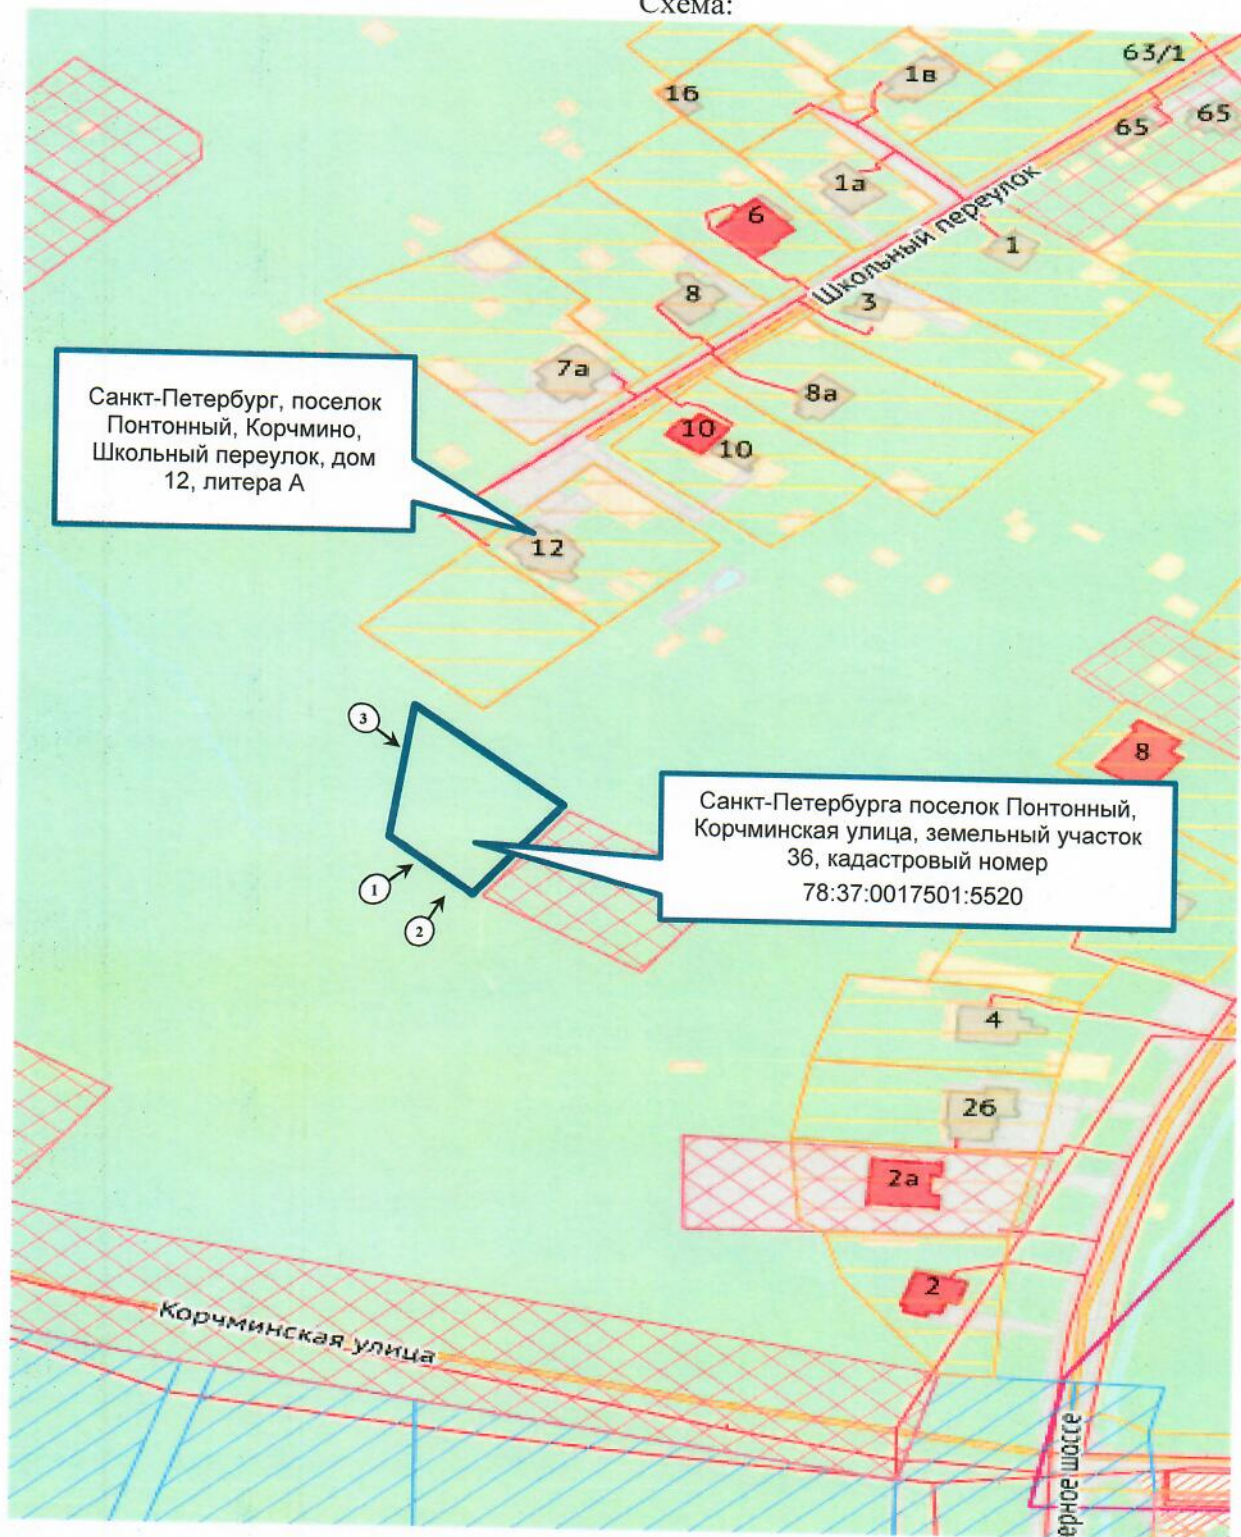 Схема:
63/1
1в
16
65
65
1а
Школьный переулок
6
1
8
3
7а
8а
10
10
Санкт-Петербург, поселок
Понтонный, Корчмино,
Школьный переулок, дом
12, литера А
12
3
8
Санкт-Петербурга поселок Понтонный,
Корчминская улица, земельный участок
36, кадастровый номер
78:37:0017501:5520
1
2
4
26
2а
2
Корчминская улица
ерное шоссе